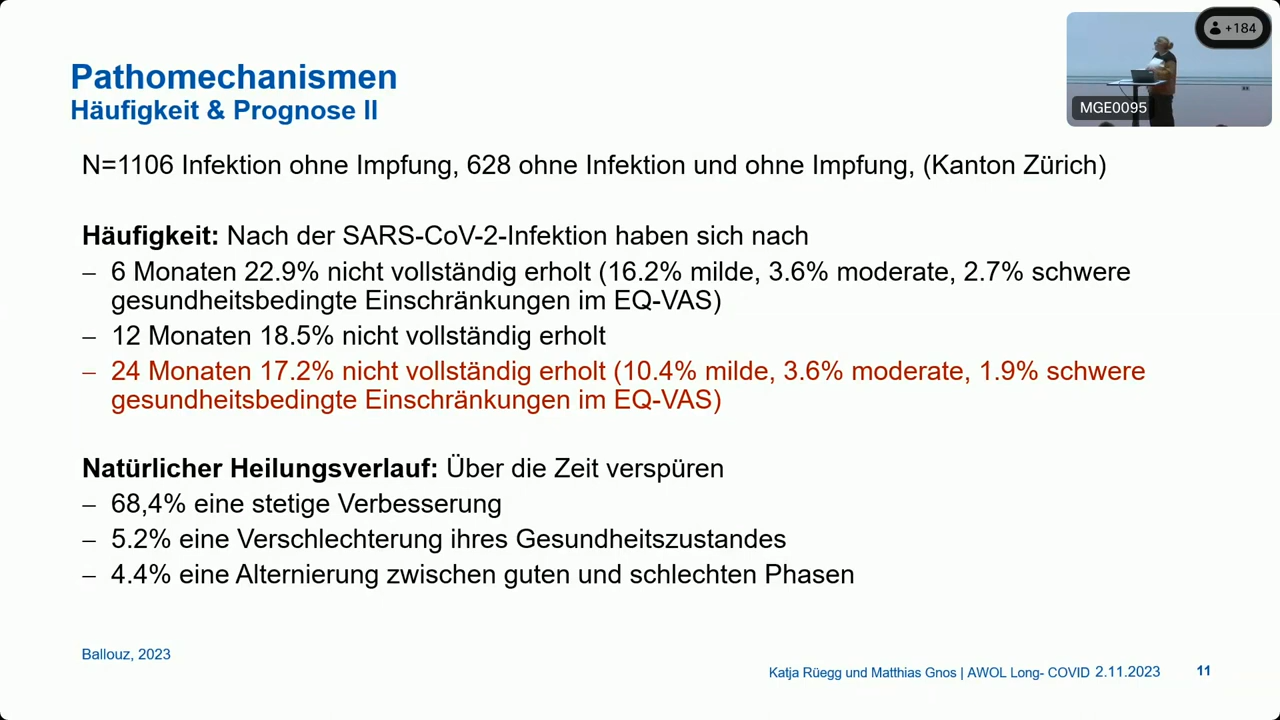 Pathomechanismen
Häufigkeit & Prognose II
+184
MGE0095
N=1106 Infektion ohne Impfung, 628 ohne Infektion und ohne Impfung, (Kanton Zürich)
Häufigkeit: Nach der SARS-CoV-2-Infektion haben sich nach
– 6 Monaten 22.9% nicht vollständig erholt (16.2% milde, 3.6% moderate, 2.7% schwere
gesundheitsbedingte Einschränkungen im EQ-VAS)
– 12 Monaten 18.5% nicht vollständig erholt
– 24 Monaten 17.2% nicht vollständig erholt (10.4% milde, 3.6% moderate, 1.9% schwere
gesundheitsbedingte Einschränkungen im EQ-VAS)
Natürlicher Heilungsverlauf: Über die Zeit verspüren
– 68,4% eine stetige Verbesserung
– 5.2% eine Verschlechterung ihres Gesundheitszustandes
– 4.4% eine Alternierung zwischen guten und schlechten Phasen
Ballouz, 2023
Katja Rüegg und Matthias Gnos | AWOL Long- COVID 2.11.2023 11